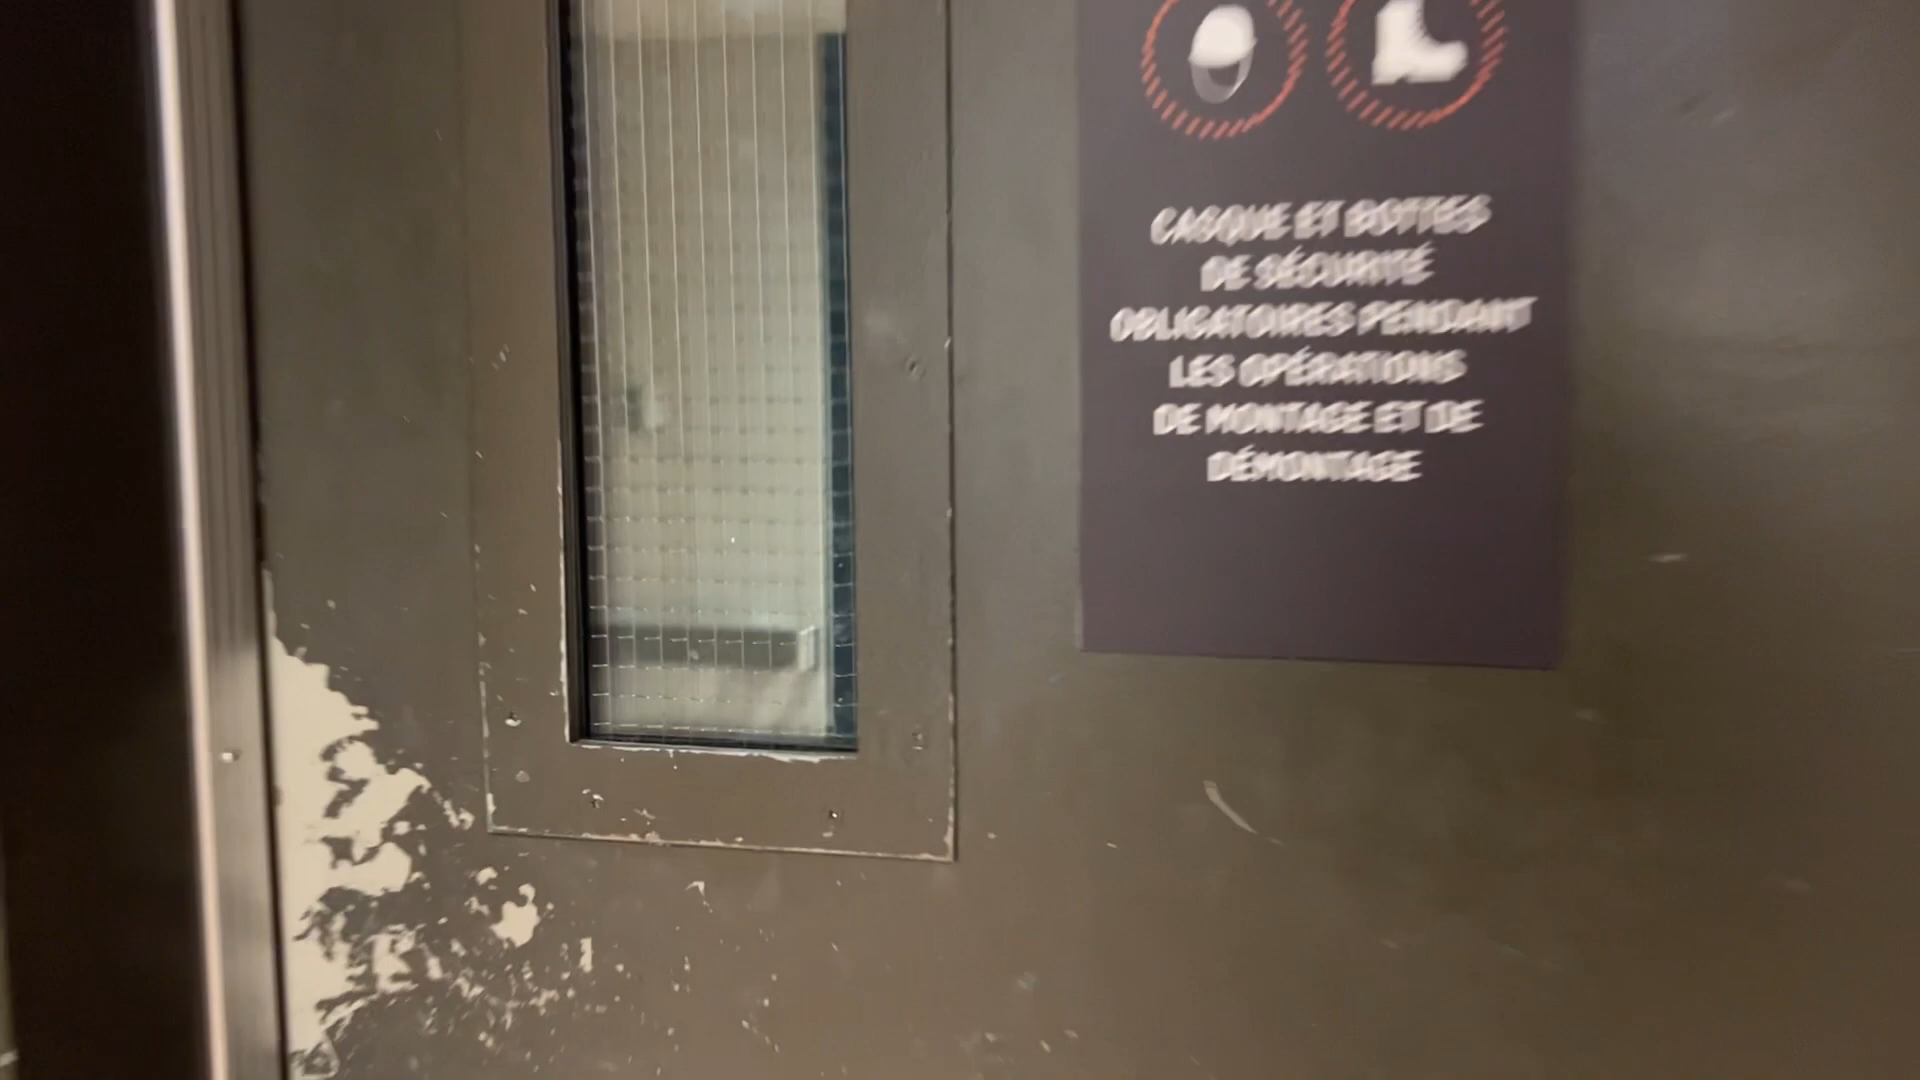 CASQUE ET BOTTES
DE SÉCURITÉ
OBLIGATOIRES PENDANT
LES OPÉRATIONS
DE MONTAGE ET DE
DÉMONTAGE